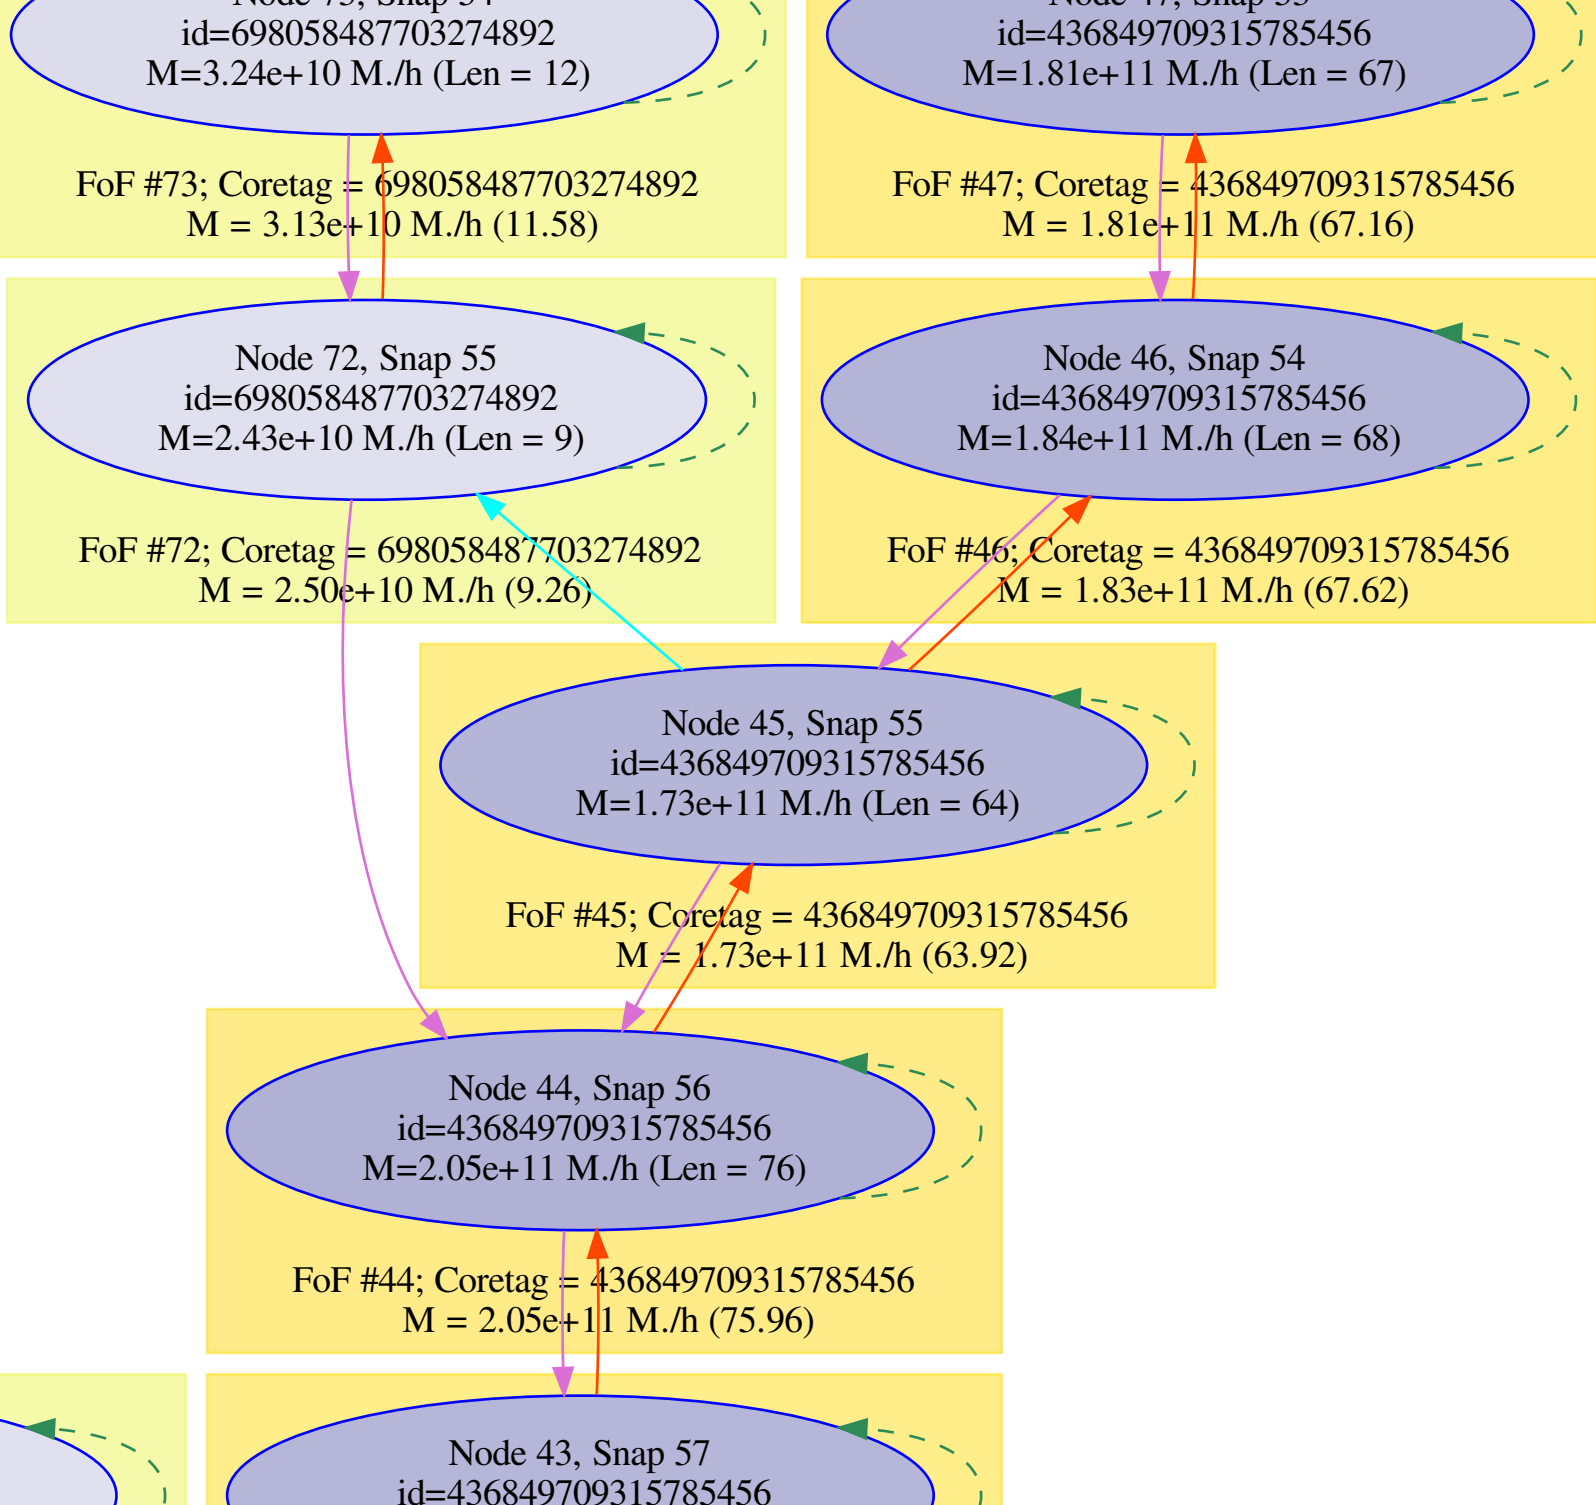 id=698058487703274892
M=3.24e+10 M./h (Len = 12)
FoF #73; Coretag = 698058487703274892
M = 3.13e+10 M./h (11.58)
id=436849709315785456
M=1.81e+11 M./h (Len = 67)
FoF #47; Coretag = 436849709315785456
M = 1.81e+11 M./h (67.16)
Node 72, Snap 55
id=698058487703274892
M=2.43e+10 M./h (Len = 9)
FoF #72; Coretag = 698058487703274892
M = 2.50e+10 M./h (9.26)
Node 46, Snap 54
id=436849709315785456
M=1.84e+11 M./h (Len = 68)
FoF #46; Coretag = 436849709315785456
M = 1.83e+11 M./h (67.62)
Node 45, Snap 55
id=436849709315785456
M=1.73e+11 M./h (Len = 64)
FoF #45; Coretag = 436849709315785456
M = 1.73e+11 M./h (63.92)
Node 44, Snap 56
id=436849709315785456
M=2.05e+11 M./h (Len = 76)
FoF #44; Coretag = 436849709315785456
M = 2.05e+11 M./h (75.96)
Node 43, Snap 57
id=436849709315785456